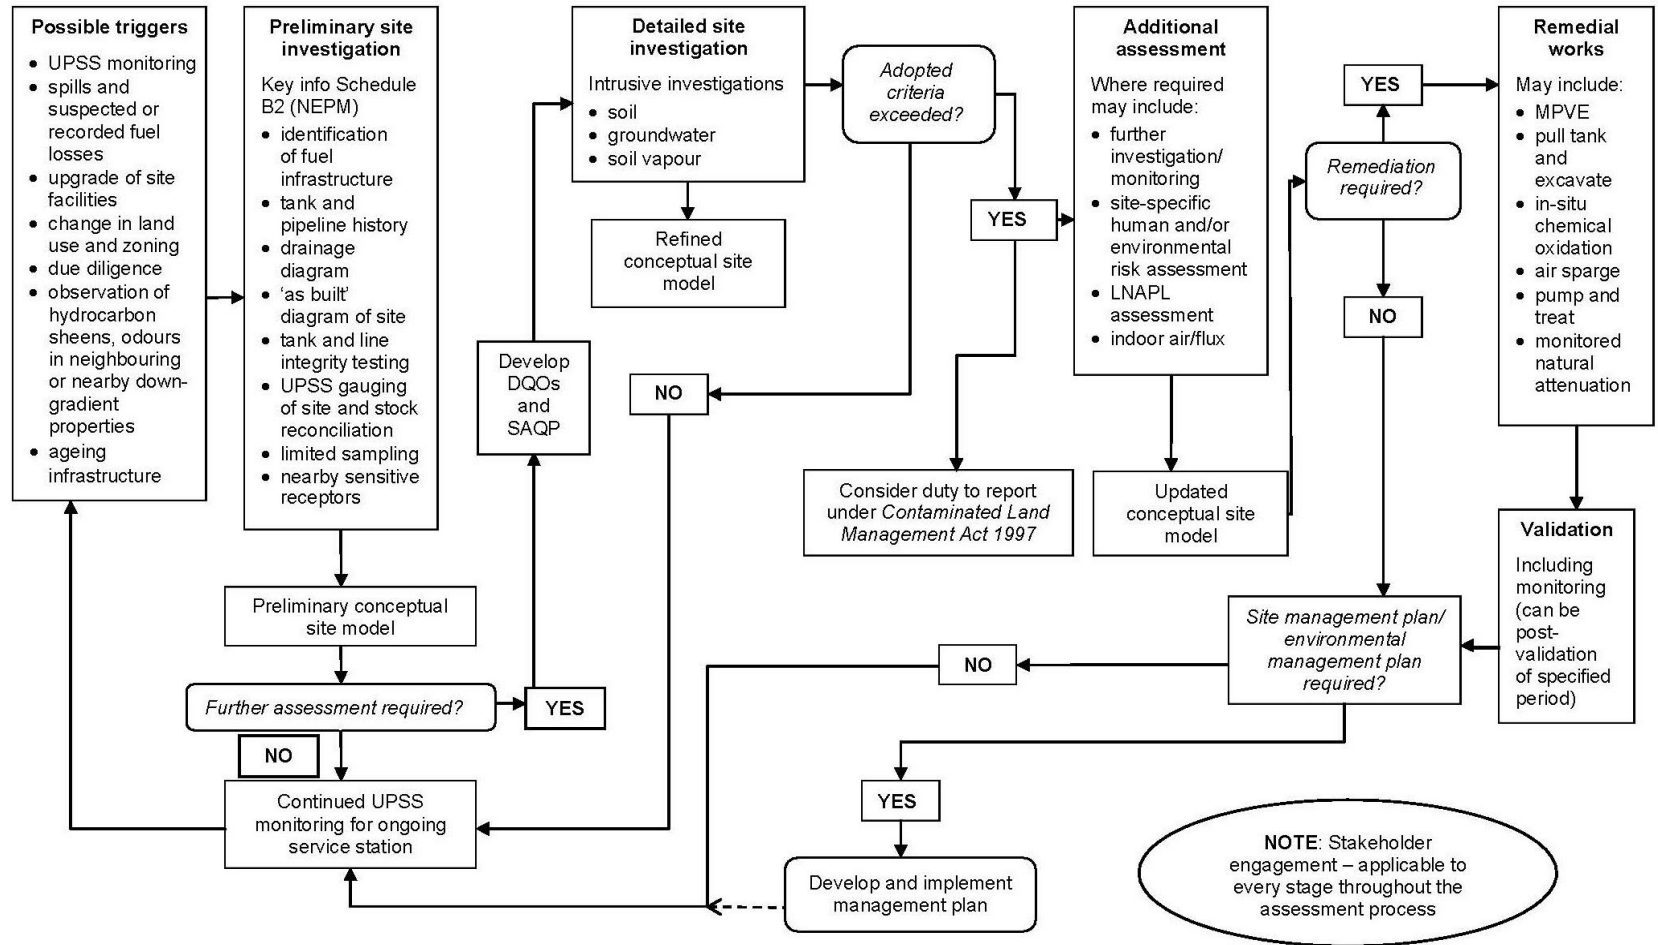 Possible triggers
• UPSS monitoring
• spills and
suspected or
recorded fuel
losses
• upgrade of site
facilities
• change in land
use and zoning
• due diligence
• observation of
hydrocarbon
sheens, odours
in neighbouring
or nearby down-
gradient
properties
• ageing
infrastructure
Preliminary site
investigation
Key info Schedule
B2 (NEPM)
• identification
of fuel
infrastructure
• tank and
pipeline history
• drainage
diagram
• ‘as built’
diagram of site
• tank and line
integrity testing
• UPSS gauging
of site and stock
reconciliation
• limited sampling
• nearby sensitive
receptors
Preliminary conceptual
site model
Further assessment required?
YES
NO
Continued UPSS
monitoring for ongoing
service station
Develop
DQOs
and
SAQP
Detailed site
investigation
Intrusive investigations
• soil
• groundwater
• soil vapour
Refined
conceptual site
model
Adopted
criteria
exceeded?
NO
YES
Consider duty to report
under Contaminated Land
Management Act 1997
Additional
assessment
Where required
may include:
• further
investigation/
monitoring
• site-specific
human and/or
environmental
risk assessment
• LNAPL
assessment
• indoor air/flux
Updated
conceptual site
model
Remediation
required?
YES
NO
Remedial
works
May include:
• MPVE
• pull tank
and
excavate
• in-situ
chemical
oxidation
• air sparge
• pump and
treat
• monitored
natural
attenuation
Validation
Including
monitoring
(can be
post-
validation
of specified
period)
Site management plan/
environmental
management plan
required?
NO
YES
Develop and implement
management plan
NOTE: Stakeholder
engagement – applicable to
every stage throughout the
assessment process